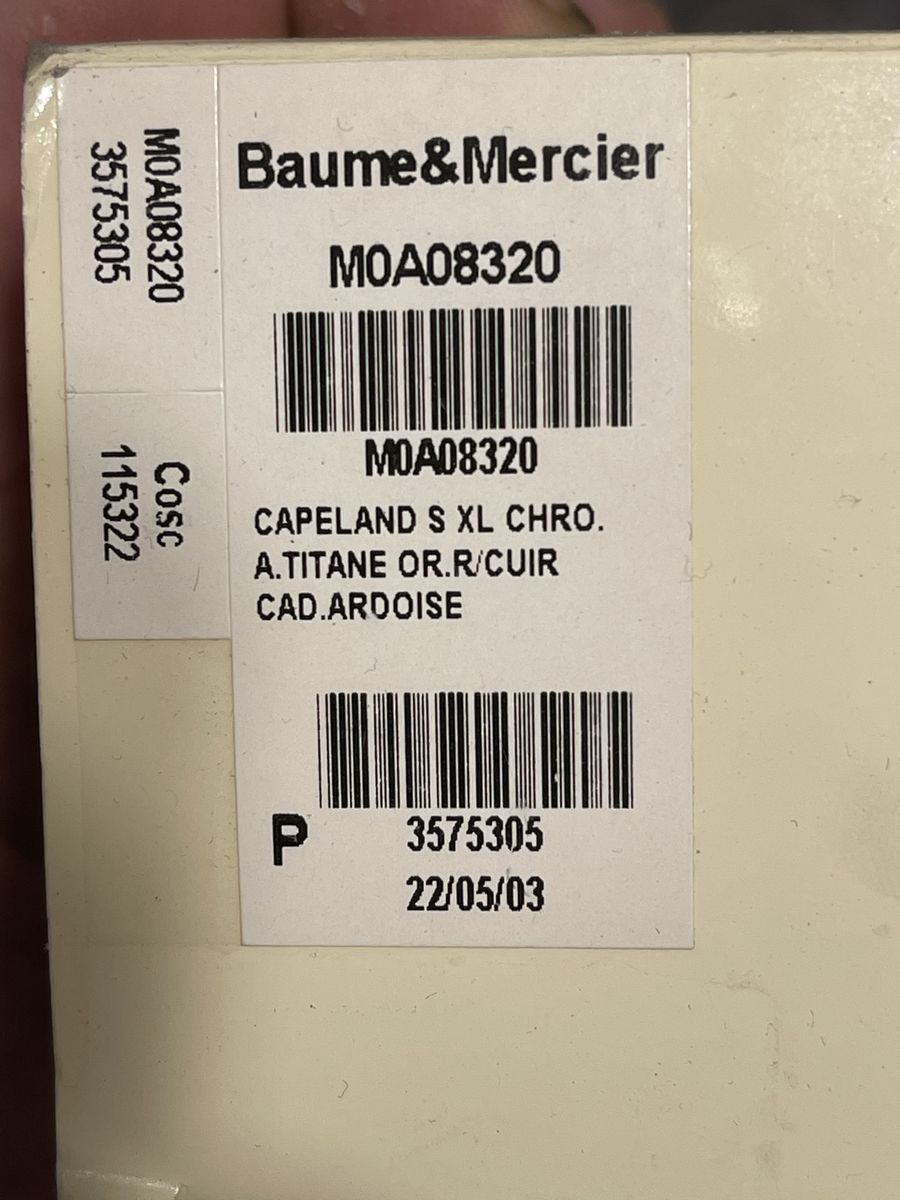 M0A08320
3575305
Cosc
115322
Baume&Mercier
M0A08320
M0A08320
CAPELAND S XL CHRO.
A.TITANE OR.R/CUIR
CAD.ARDOISE
P
3575305
22/05/03